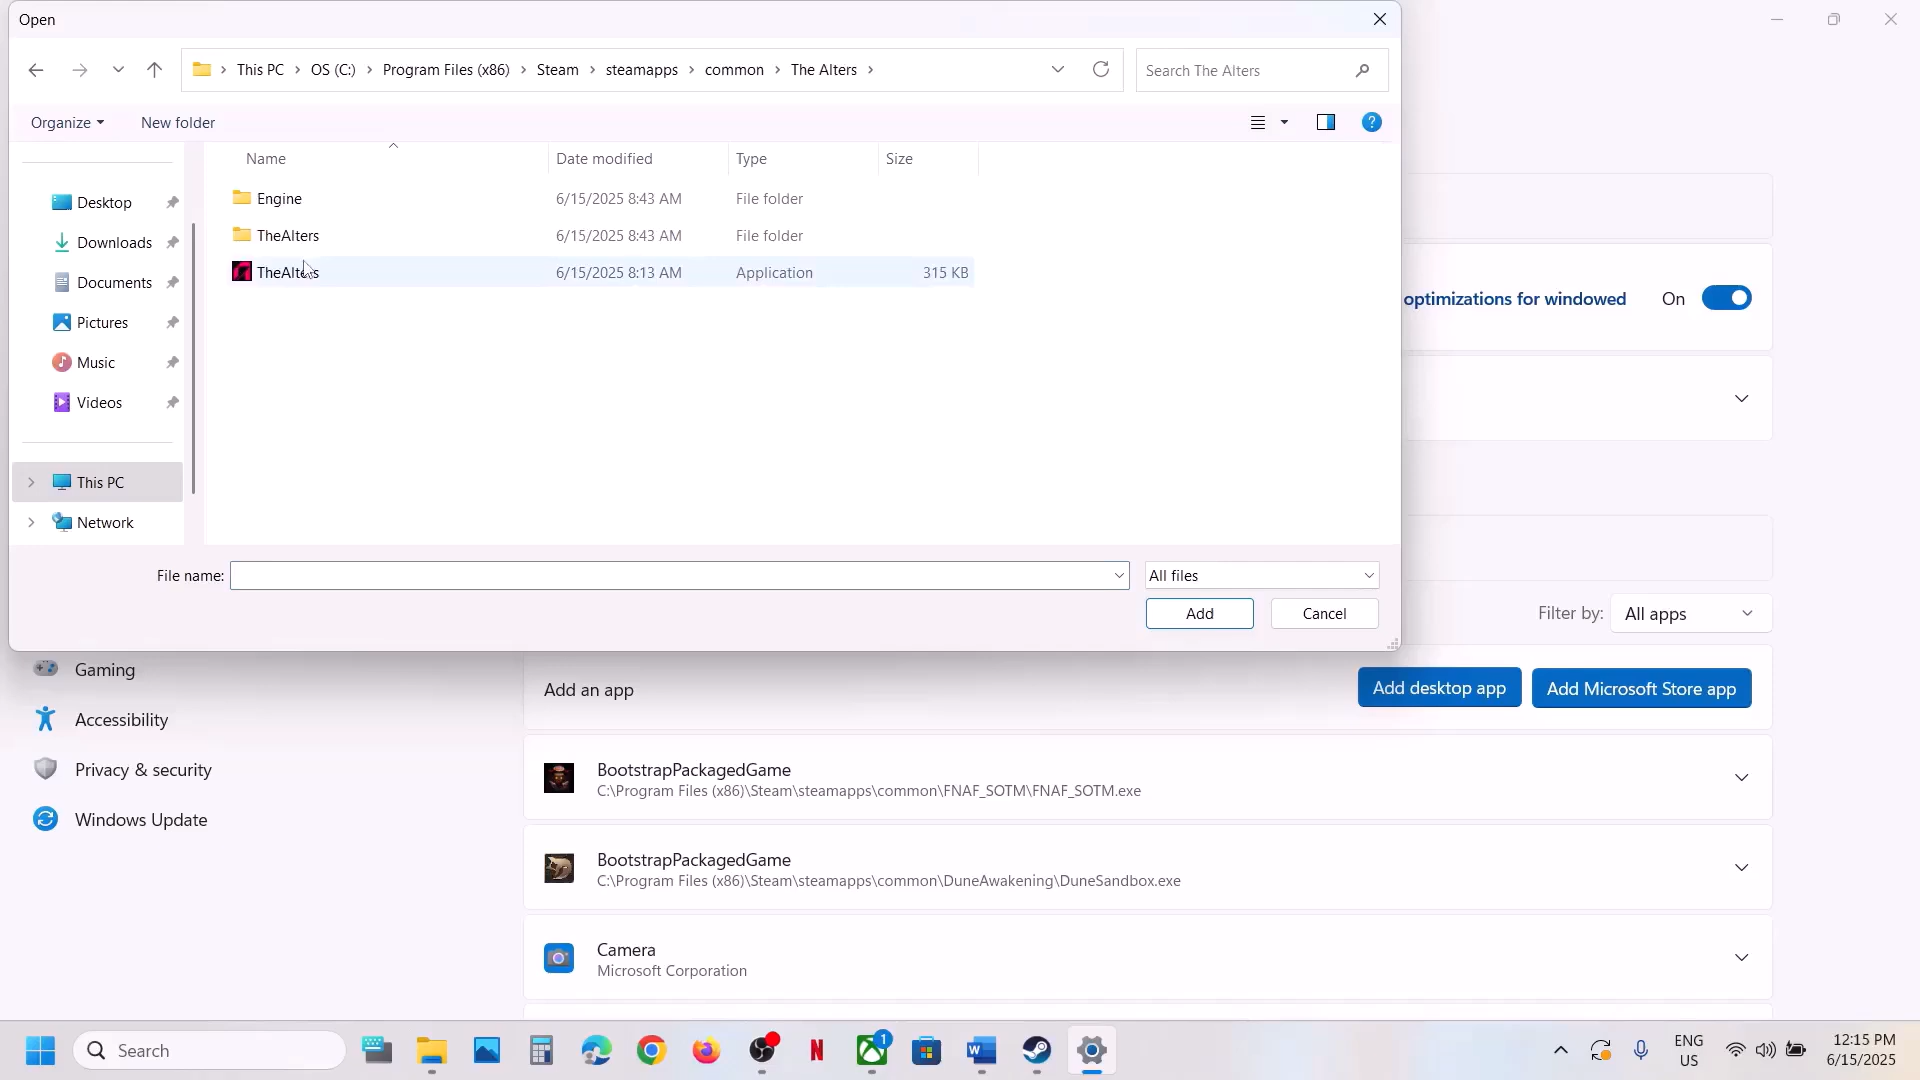 Open
This PC > OS (C:) > Program Files (x86) > Steam > steamapps > common > The Alters >
Search The Alters
Organize
New folder
?
Name
Date modified
Type
Size
Engine
6/15/2025 8:43 AM
File folder
TheAlters
6/15/2025 8:43 AM
File folder
TheAlters
6/15/2025 8:13 AM
Application
315 KB
Desktop
Downloads
Documents
Pictures
Music
Videos
This PC
Network
File name:
All files
Add
Cancel
optimizations for windowed
On
Filter by:
All apps
Gaming
Accessibility
Privacy & security
Windows Update
Add an app
Add desktop app
Add Microsoft Store app
BootstrapPackagedGame
C:\Program Files (x86)\Steam\steamapps\common\FNAF_SOTM\FNAF_SOTM.exe
BootstrapPackagedGame
C:\Program Files (x86)\Steam\steamapps\common\DuneAwakening\DuneSandbox.exe
Camera
Microsoft Corporation
Search
N
1
W
ENG
US
12:15 PM
6/15/2025